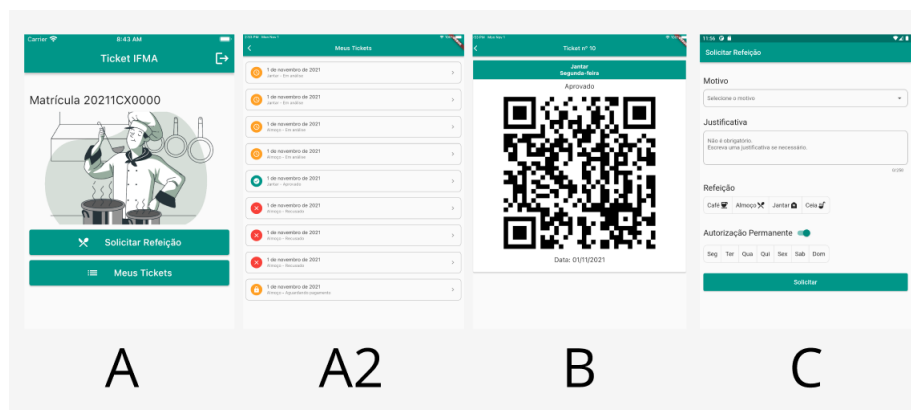 Carrier 8:43 AM
Ticket IFMA
Matrícula 20211CX0000
Solicitar Refeição
Meus Tickets
A
Meus Tickets
1 de novembro de 2021
Jantar - Em análise
1 de novembro de 2021
Jantar - Em análise
1 de novembro de 2021
Almoço - Em análise
1 de novembro de 2021
Almoço - Em análise
1 de novembro de 2021
Jantar - Aprovado
1 de novembro de 2021
Almoço - Recusado
1 de novembro de 2021
Almoço - Recusado
1 de novembro de 2021
Almoço - Recusado
1 de novembro de 2021
Almoço - Aguardando pagamento
A2
Ticket nº 10
Jantar
Segunda-feira
Aprovado
Data: 01/11/2021
B
11:56
Solicitar Refeição
Motivo
Selecione o motivo
Justificativa
Não é obrigatório.
Escreva uma justificativa se necessário.
Refeição
Café Almoço Jantar Ceia
Autorização Permanente
Seg Ter Qua Qui Sex Sab Dom
Solicitar
C